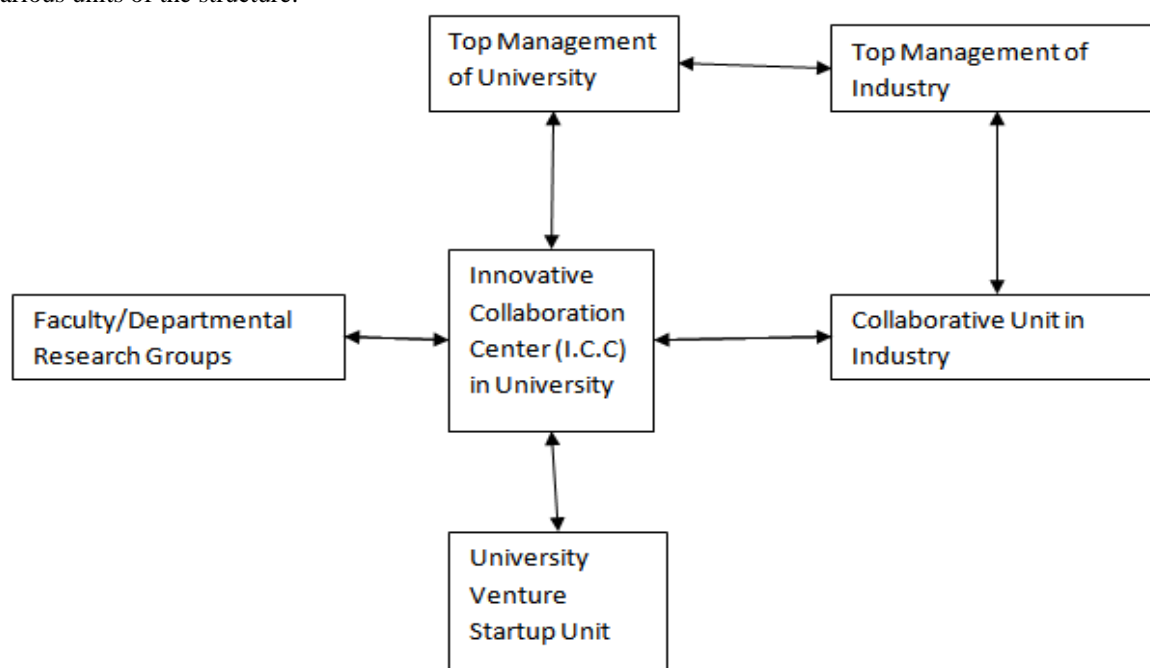 various units of the structure.
Top Management
of University
Top Management of
Industry
Innovative
Collaboration
Center (I.C.C)
in University
Faculty/Departmental
Research Groups
Collaborative Unit in
Industry
University
Venture
Startup Unit